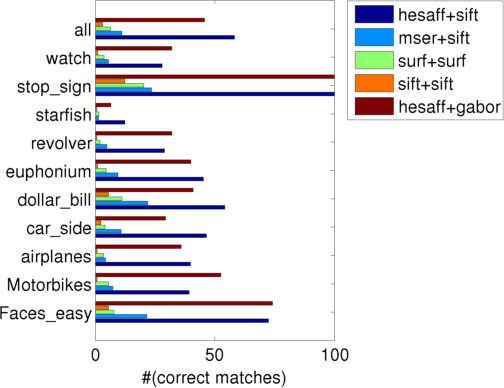 all
watch
stop_sign
starfish
revolver
euphonium
dollar_bill
car_side
airplanes
Motorbikes
Faces_easy
0 50 100
#(correct matches)
hesaff+sift
mser+sift
surf+surf
sift+sift
hesaff+gabor